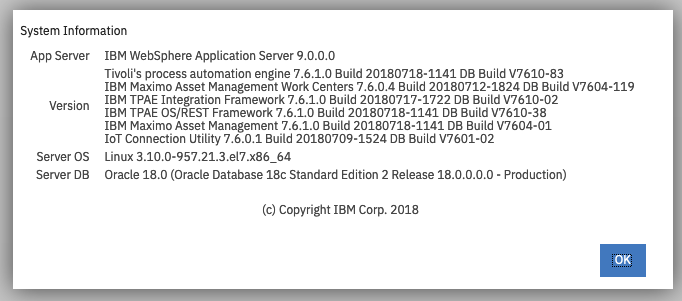 System Information
App Server IBM WebSphere Application Server 9.0.0.0
Version
Tivoli's process automation engine 7.6.1.0 Build 20180718-1141 DB Build V7610-83
IBM Maximo Asset Management Work Centers 7.6.0.4 Build 20180712-1824 DB Build V7604-119
IBM TPAE Integration Framework 7.6.1.0 Build 20180717-1722 DB Build V7610-02
IBM TPAE OS/REST Framework 7.6.1.0 Build 20180718-1141 DB Build V7610-38
IBM Maximo Asset Management 7.6.1.0 Build 20180718-1141 DB Build V7604-01
IoT Connection Utility 7.6.0.1 Build 20180709-1524 DB Build V7601-02
Server OS Linux 3.10.0-957.21.3.el7.x86_64
Server DB Oracle 18.0 (Oracle Database 18c Standard Edition 2 Release 18.0.0.0.0 - Production)
(c) Copyright IBM Corp. 2018
OK